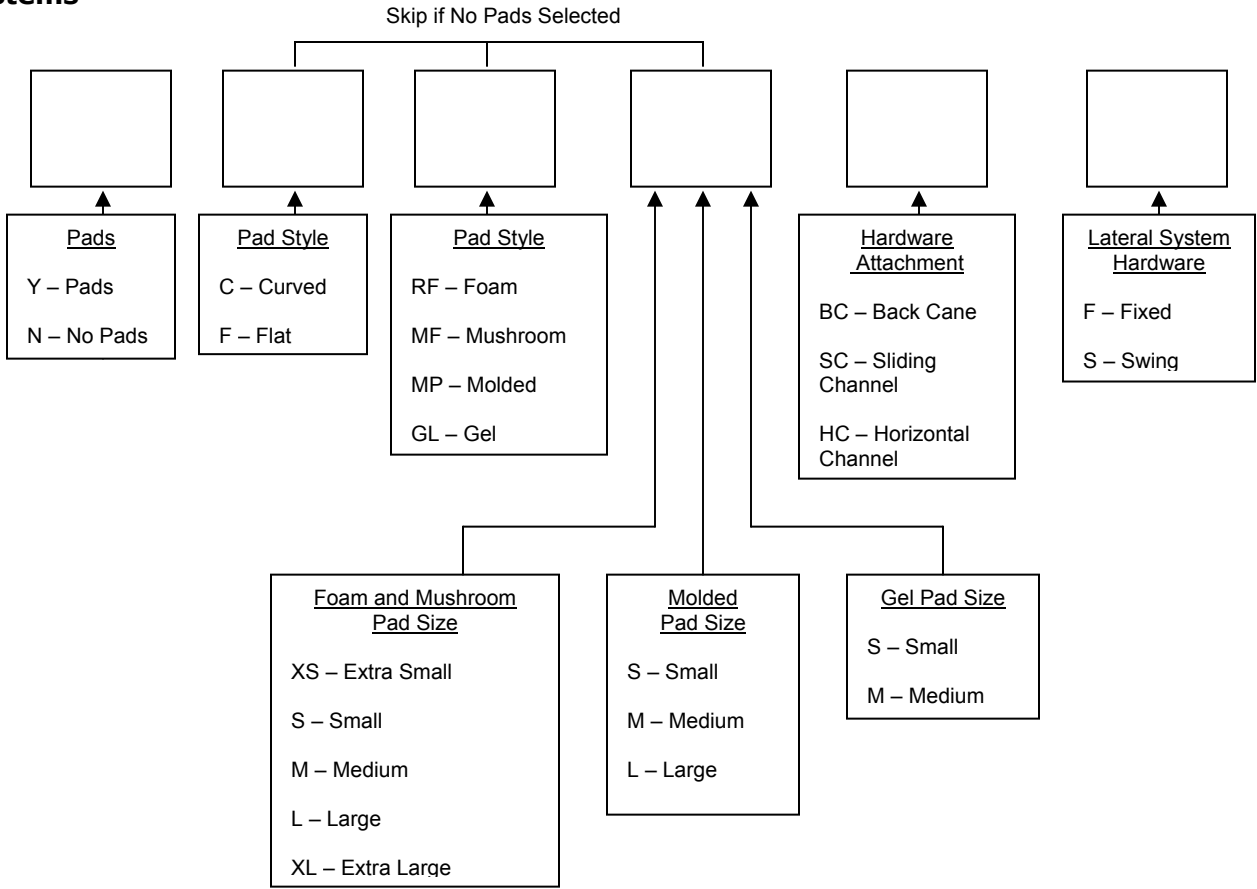 Skip if No Pads Selected
Pads
Y – Pads
N – No Pads
Pad Style
C – Curved
F – Flat
Pad Style
RF – Foam
MF – Mushroom
MP – Molded
GL – Gel
Hardware
Attachment
BC – Back Cane
SC – Sliding
Channel
HC – Horizontal
Channel
Lateral System
Hardware
F – Fixed
S – Swing
Foam and Mushroom
Pad Size
XS – Extra Small
S – Small
M – Medium
L – Large
XL – Extra Large
Molded
Pad Size
S – Small
M – Medium
L – Large
Gel Pad Size
S – Small
M – Medium